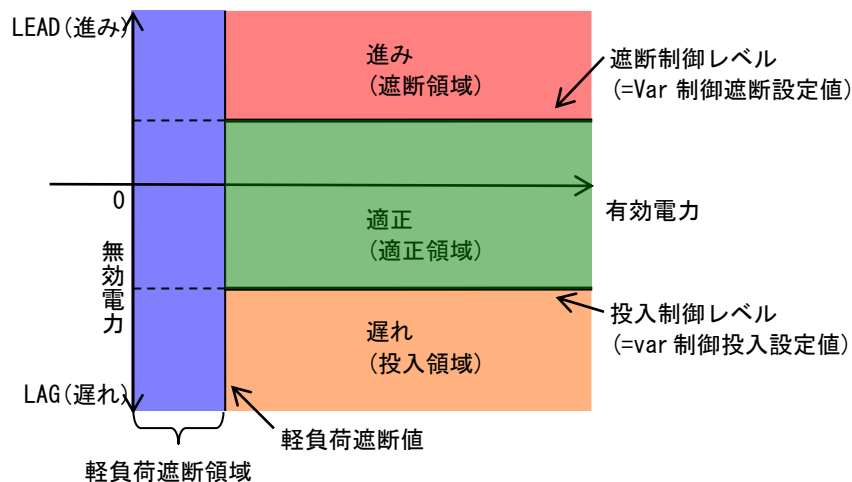 LEAD(進み)
進み
(遮断領域)
遮断制御レベル
(=Var 制御遮断設定値)
0
有効電力
無効電力
適正
(適正領域)
投入制御レベル
(=var 制御投入設定値)
遅れ
(投入領域)
LAG(遅れ)
軽負荷遮断値
軽負荷遮断領域